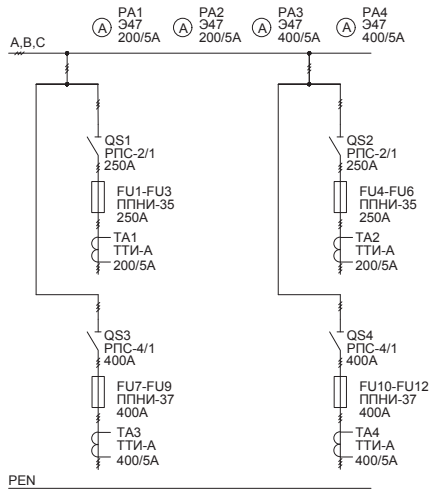 A
PA1
Э47
200/5A
A
PA2
Э47
200/5A
A
PA3
Э47
400/5A
A
PA4
Э47
400/5A
A,B,C
QS1
РПС-2/1
250A
FU1-FU3
ППНИ-35
250A
TA1
ТТИ-А
200/5A
QS2
РПС-2/1
250A
FU4-FU6
ППНИ-35
250A
TA2
ТТИ-А
200/5A
QS3
РПС-4/1
400A
FU7-FU9
ППНИ-37
400A
TA3
ТТИ-А
400/5A
QS4
РПС-4/1
400A
FU10-FU12
ППНИ-37
400A
TA4
ТТИ-А
400/5A
PEN